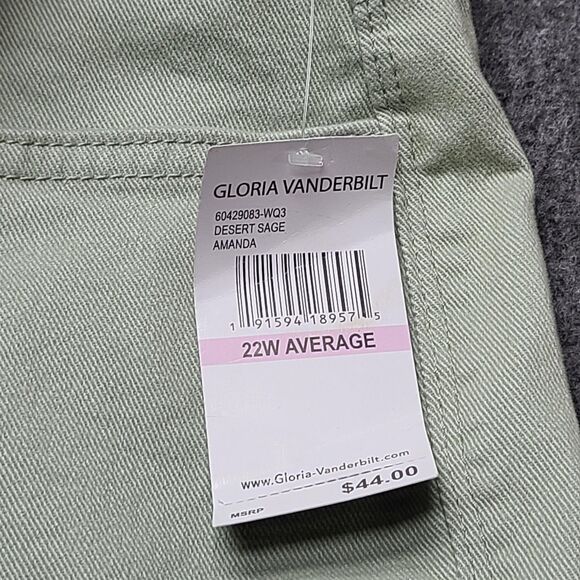 GLORIA VANDERBILT
60429083-WQ3
DESERT SAGE
AMANDA
1 91594 18957 5
22W AVERAGE
www.Gloria-Vanderbilt.com
MSRP $44.00